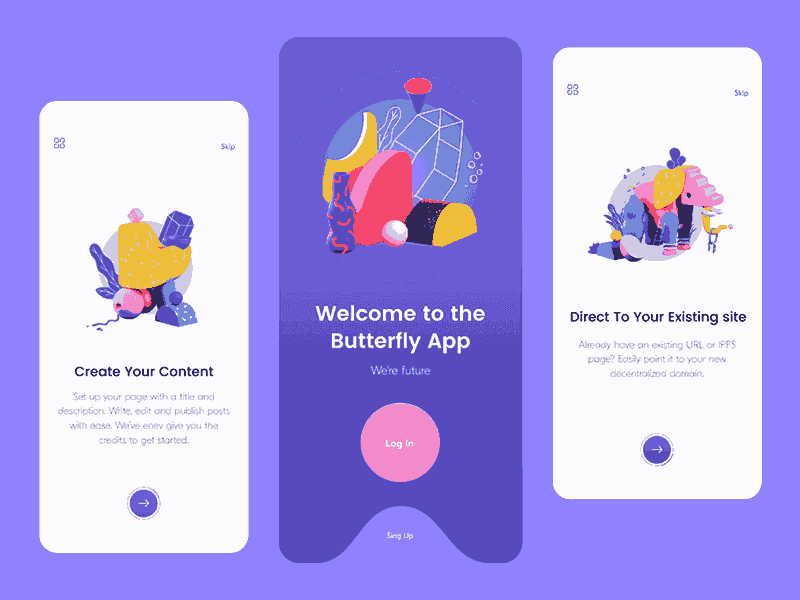 Skip
Create Your Content
Set up your page with a title and
description. Write, edit and publish posts
with ease. We've enev give you the
credits to get started.
Welcome to the
Butterfly App
We're future
Log In
Sing Up
Skip
Direct To Your Existing site
Already have an existing URL or IPFS
page? Easily point it to your new
decentralized domain.